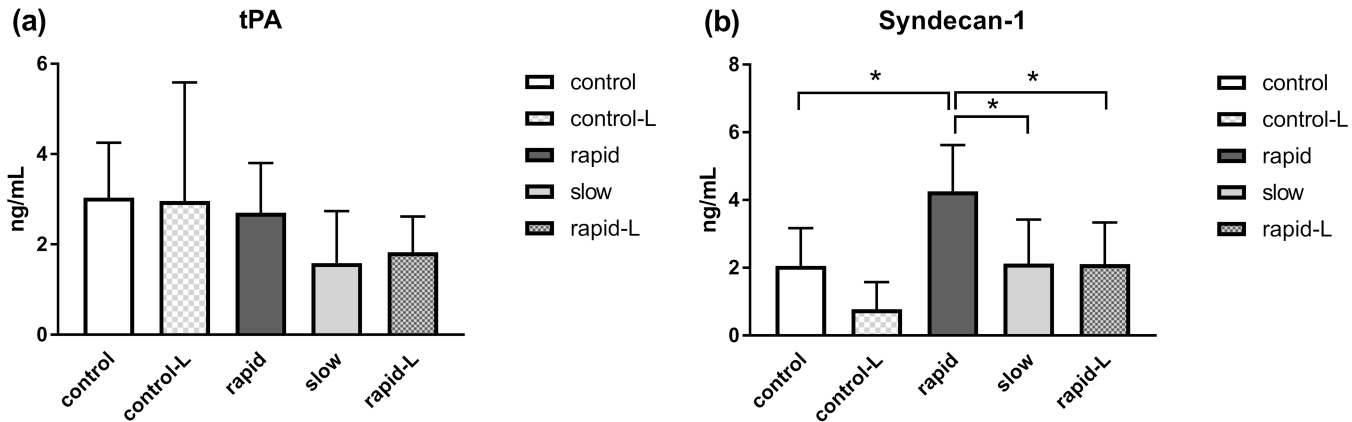 (a)
tPA
ng/mL
6
4
2
0
control
control-L
rapid
slow
rapid-L
control
control-L
rapid
slow
rapid-L
(b)
Syndecan-1
ng/mL
8
6
4
2
0
*
*
*
control
control-L
rapid
slow
rapid-L
control
control-L
rapid
slow
rapid-L